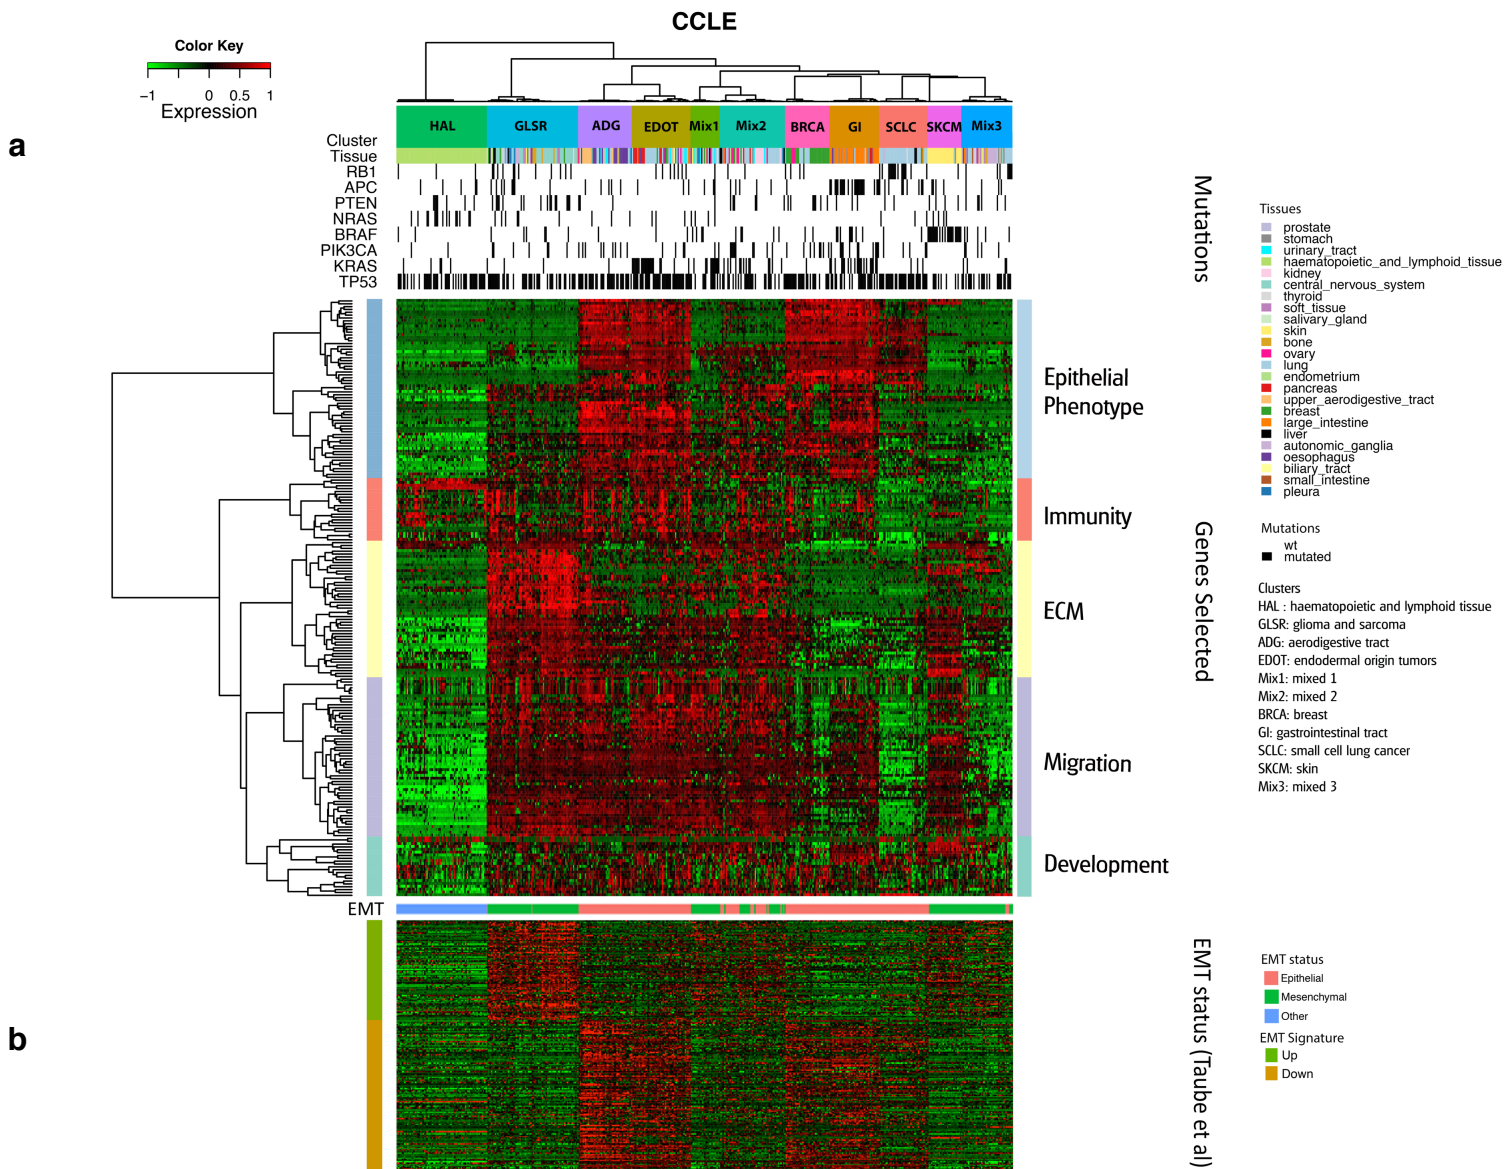 CCLE
Color Key
−1 0 0.5 1
Expression
a
HAL GLSR ADG EDOT Mix1 Mix2 BRCA GI SCLC SKCM Mix3
Cluster
Tissue
RB1
APC
PTEN
NRAS
BRAF
PIK3CA
KRAS
TP53
Mutations
Epithelial
Phenotype
Immunity
ECM
Migration
Development
Genes Selected
Tissues
prostate
stomach
urinary_tract
haematopoietic_and_lymphoid_tissue
kidney
central_nervous_system
thyroid
soft_tissue
salivary_gland
skin
bone
ovary
lung
endometrium
pancreas
upper_aerodigestive_tract
breast
large_intestine
liver
autonomic_ganglia
oesophagus
biliary_tract
small_intestine
pleura
Mutations
wt
mutated
Clusters
HAL : haematopoietic and lymphoid tissue
GLSR: glioma and sarcoma
ADG: aerodigestive tract
EDOT: endodermal origin tumors
Mix1: mixed 1
Mix2: mixed 2
BRCA: breast
GI: gastrointestinal tract
SCLC: small cell lung cancer
SKCM: skin
Mix3: mixed 3
EMT
b
EMT status (Taube et al)
EMT status
Epithelial
Mesenchymal
Other
EMT Signature
Up
Down